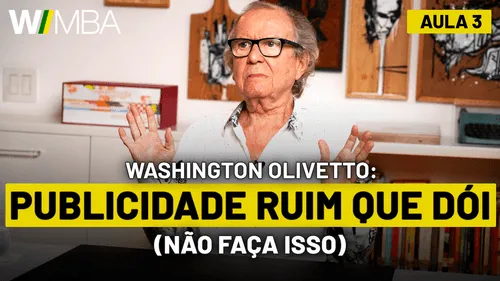 W/MBA
AULA 3
WASHINGTON OLIVETTO:
PUBLICIDADE RUIM QUE DÓI
(NÃO FAÇA ISSO)